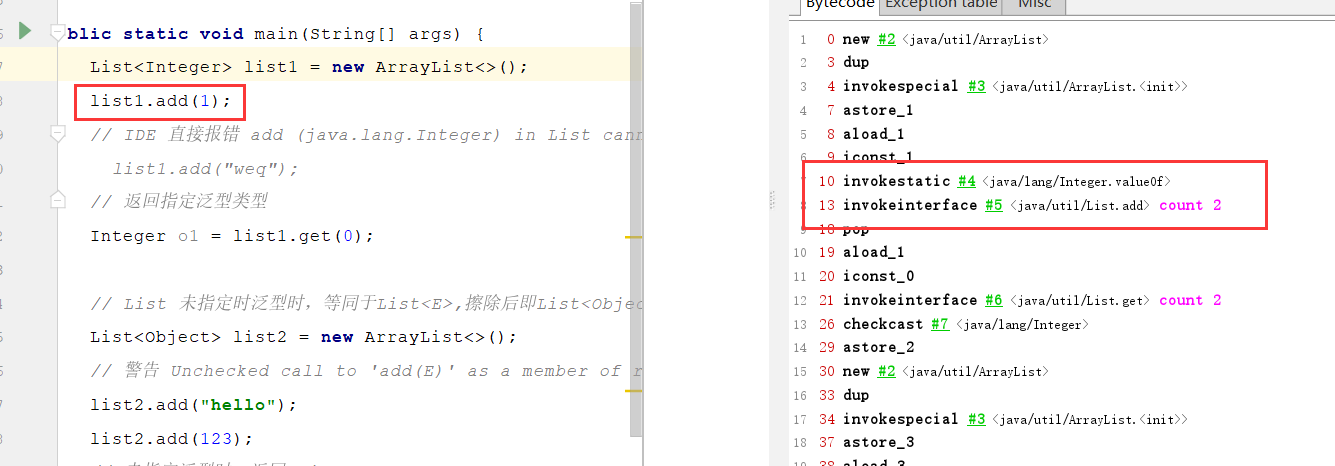 blic static void main(String[] args) {
List<Integer> list1 = new ArrayList<>();
list1.add(1);
// IDE 直接报错 add (java.lang.Integer) in List can
list1.add("weq");
// 返回指定泛型类型
Integer o1 = list1.get(0);
// List 未指定时泛型时，等同于List<E>,擦除后即List<Objec
List<Object> list2 = new ArrayList<>();
// 警告 Unchecked call to 'add(E)' as a member of r
list2.add("hello");
list2.add(123);
Bytecode Exception table Misc
1 0 new #2 <java/util/ArrayList>
2 3 dup
3 4 invokespecial #3 <java/util/ArrayList.<init>>
4 7 astore_1
5 8 aload_1
6 9 iconst_1
7 10 invokestatic #4 <java/lang/Integer.valueOf>
8 13 invokeinterface #5 <java/util/List.add> count 2
9 18 pop
10 19 aload_1
11 20 iconst_0
12 21 invokeinterface #6 <java/util/List.get> count 2
13 26 checkcast #7 <java/lang/Integer>
14 29 astore_2
15 30 new #2 <java/util/ArrayList>
16 33 dup
17 34 invokespecial #3 <java/util/ArrayList.<init>>
18 37 astore_3
19 38 aload_3